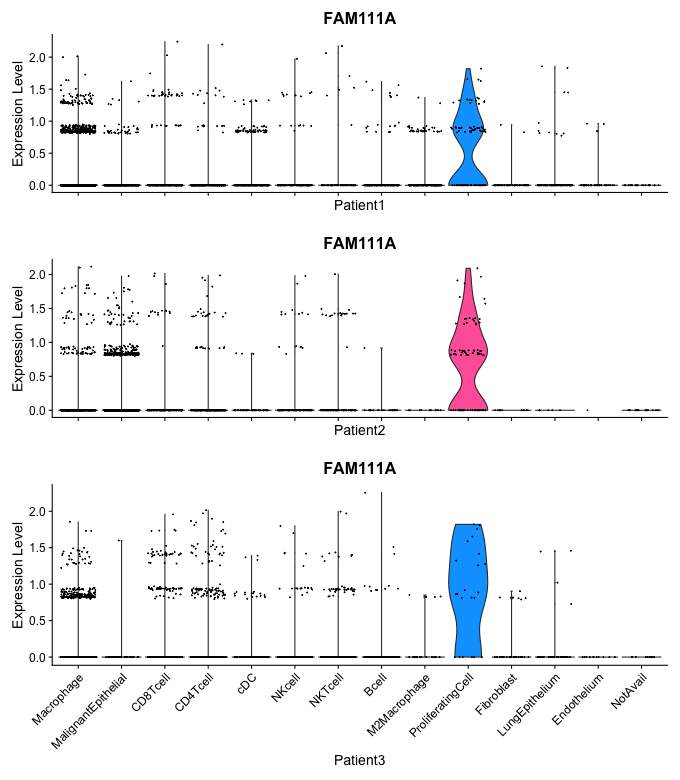 FAM111A
Expression Level
2.0
1.5
1.0
0.5
0.0
Patient1
FAM111A
Expression Level
2.0
1.5
1.0
0.5
0.0
Patient2
FAM111A
Expression Level
2.0
1.5
1.0
0.5
0.0
Macrophage
MalignantEpithelial
CD8Tcell
CD4Tcell
cDC
NKcell
NKTcell
Bcell
M2Macrophage
ProliferatingCell
Fibroblast
LungEpithelium
Endothelium
NotAvail
Patient3